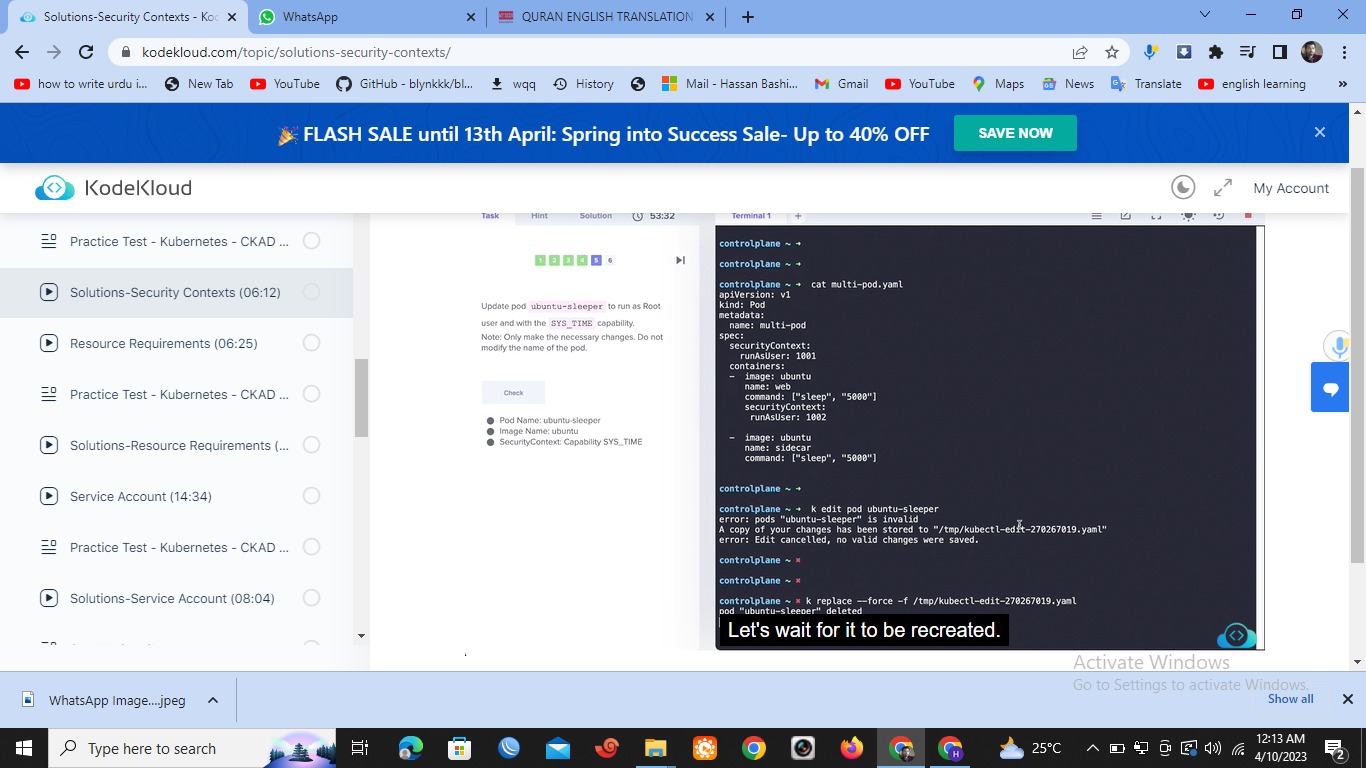 Solutions-Security Contexts - Koc
WhatsApp
QURAN ENGLISH TRANSLATION
kodekloud.com/topic/solutions-security-contexts/
how to write urdu i...
New Tab
YouTube
GitHub - blynkkk/bl...
wqq
History
Mail - Hassan Bashi...
Gmail
YouTube
Maps
News
Translate
english learning
»
FLASH SALE until 13th April: Spring into Success Sale- Up to 40% OFF
SAVE NOW
KodeKloud
My Account
Practice Test - Kubernetes - CKAD ...
Solutions-Security Contexts (06:12)
Resource Requirements (06:25)
Practice Test - Kubernetes - CKAD ...
Solutions-Resource Requirements (...
Service Account (14:34)
Practice Test - Kubernetes - CKAD ...
Solutions-Service Account (08:04)
Task
Hint
Solution
53:32
1 2 3 4 5 6
Update pod ubuntu-sleeper to run as Root
user and with the SYS_TIME capability.
Note: Only make the necessary changes. Do not
modify the name of the pod.
Check
Pod Name: ubuntu-sleeper
Image Name: ubuntu
SecurityContext: Capability SYS_TIME
Terminal 1 +
controlplane ~ ➜
controlplane ~ ➜
controlplane ~ ➜ cat multi-pod.yaml
apiVersion: v1
kind: Pod
metadata:
  name: multi-pod
spec:
  securityContext:
    runAsUser: 1001
  containers:
  -  image: ubuntu
     name: web
     command: ["sleep", "5000"]
     securityContext:
      runAsUser: 1002
  -  image: ubuntu
     name: sidecar
     command: ["sleep", "5000"]
controlplane ~ ➜
controlplane ~ ➜ k edit pod ubuntu-sleeper
error: pods "ubuntu-sleeper" is invalid
A copy of your changes has been stored to "/tmp/kubectl-edit-270267019.yaml"
error: Edit cancelled, no valid changes were saved.
controlplane ~ ✖
controlplane ~ ✖
controlplane ~ ✖ k replace --force -f /tmp/kubectl-edit-270267019.yaml
pod "ubuntu-sleeper" deleted
Let's wait for it to be recreated.
Activate Windows
Go to Settings to activate Windows.
WhatsApp Image....jpeg
Show all
Type here to search
25°C
12:13 AM
4/10/2023
2